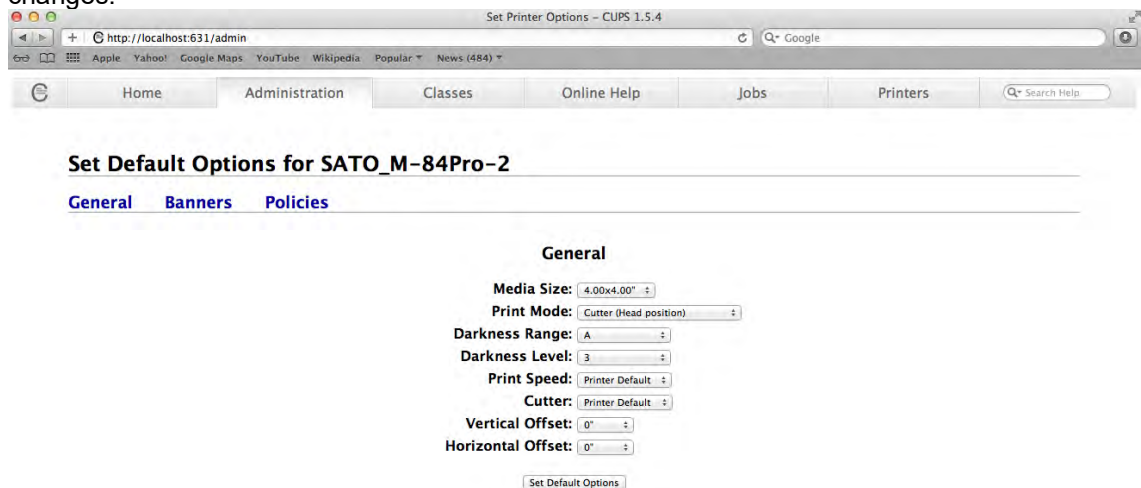 changes.
Set Printer Options – CUPS 1.5.4
http://localhost:631/admin
Google
Apple Yahoo! Google Maps YouTube Wikipedia Popular News (484)
Home Administration Classes Online Help Jobs Printers Search Help
Set Default Options for SATO_M-84Pro-2
General Banners Policies
General
Media Size: 4.00x4.00"
Print Mode: Cutter (Head position)
Darkness Range: A
Darkness Level: 3
Print Speed: Printer Default
Cutter: Printer Default
Vertical Offset: 0"
Horizontal Offset: 0"
Set Default Options